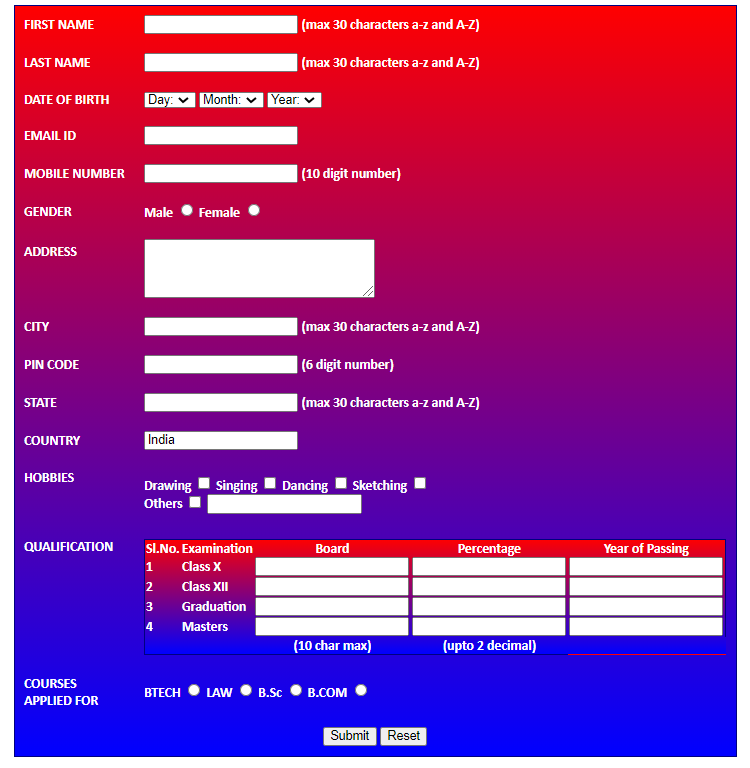 FIRST NAME (max 30 characters a-z and A-Z)
LAST NAME (max 30 characters a-z and A-Z)
DATE OF BIRTH Day: Month: Year:
EMAIL ID
MOBILE NUMBER (10 digit number)
GENDER Male Female
ADDRESS
CITY (max 30 characters a-z and A-Z)
PIN CODE (6 digit number)
STATE (max 30 characters a-z and A-Z)
COUNTRY India
HOBBIES Drawing Singing Dancing Sketching
Others
QUALIFICATION Sl.No. Examination Board Percentage Year of Passing
1 Class X
2 Class XII
3 Graduation
4 Masters
(10 char max) (upto 2 decimal)
COURSES
APPLIED FOR BTECH LAW B.Sc B.COM
Submit Reset